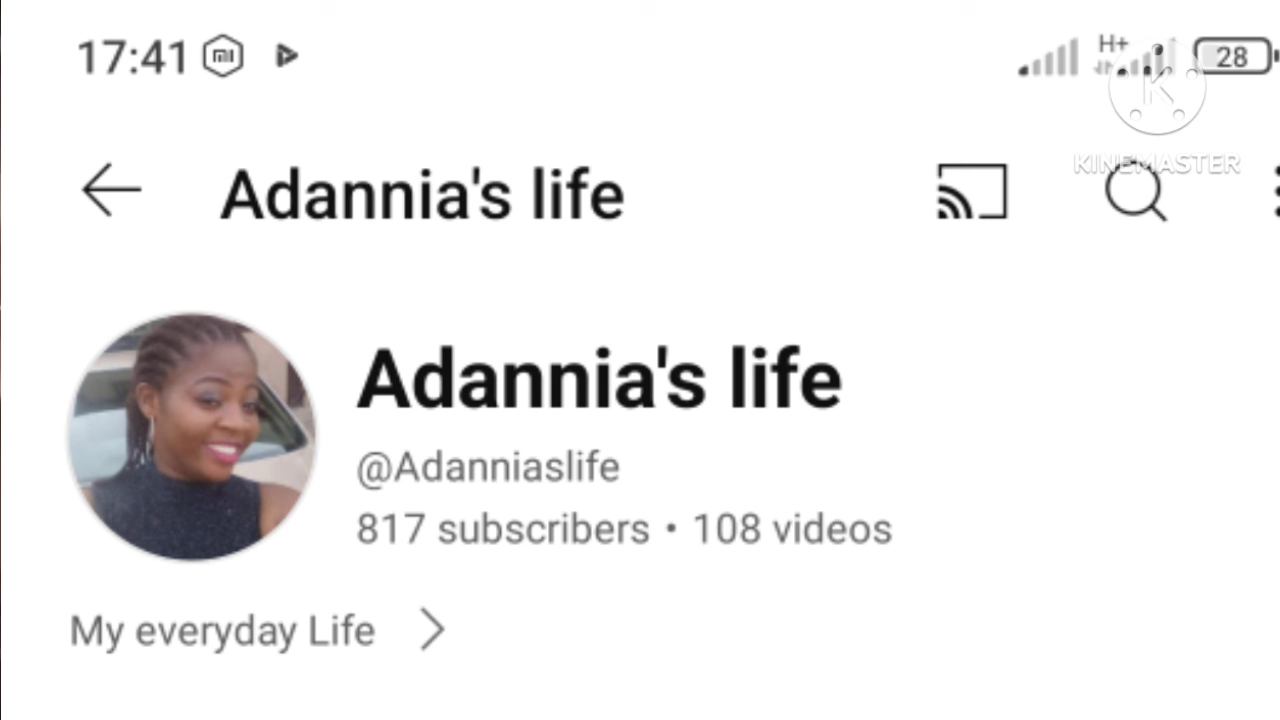 17:41
H+
28
KINEMASTER
Adannia's life
Adannia's life
@Adanniaslife
817 subscribers • 108 videos
My everyday Life